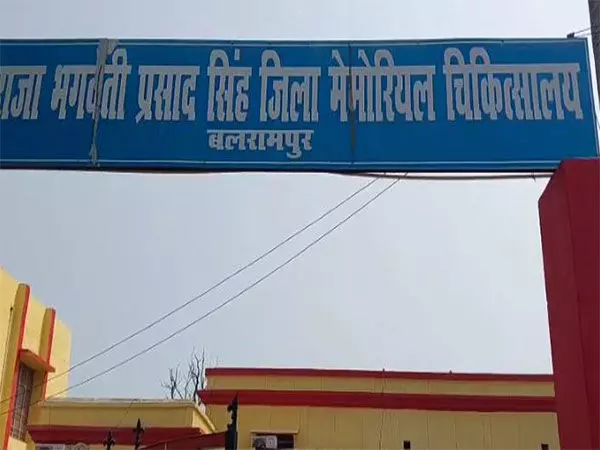 राजा भगवती प्रसाद सिंह जिला मेमोरियल चिकित्सालय
बलरामपुर